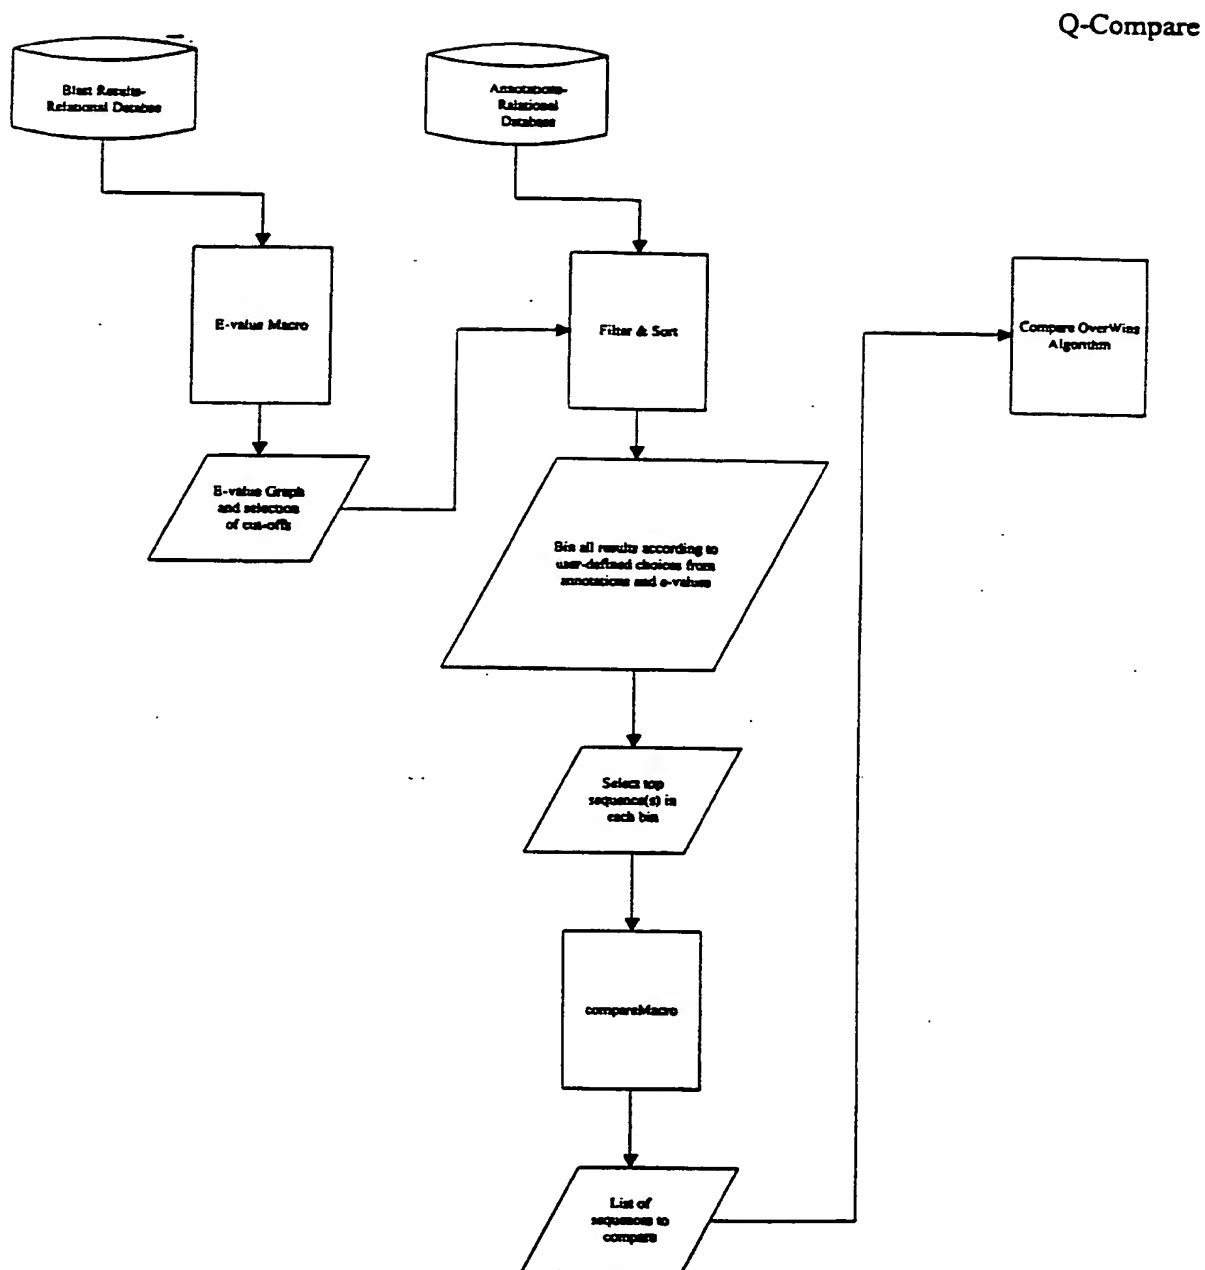 Q-Compare
Blast Results-
Relational Databse
Annotations-
Relational
Database
E-value Macro
Filter & Sort
Compare OverWins
Algorithm
E-value Graph
and selection
of cut-offs
Bin all results according to
user-defined choices from
annotations and e-values
Select top
sequence(s) in
each bin
compareMacro
List of
sequences to
compare